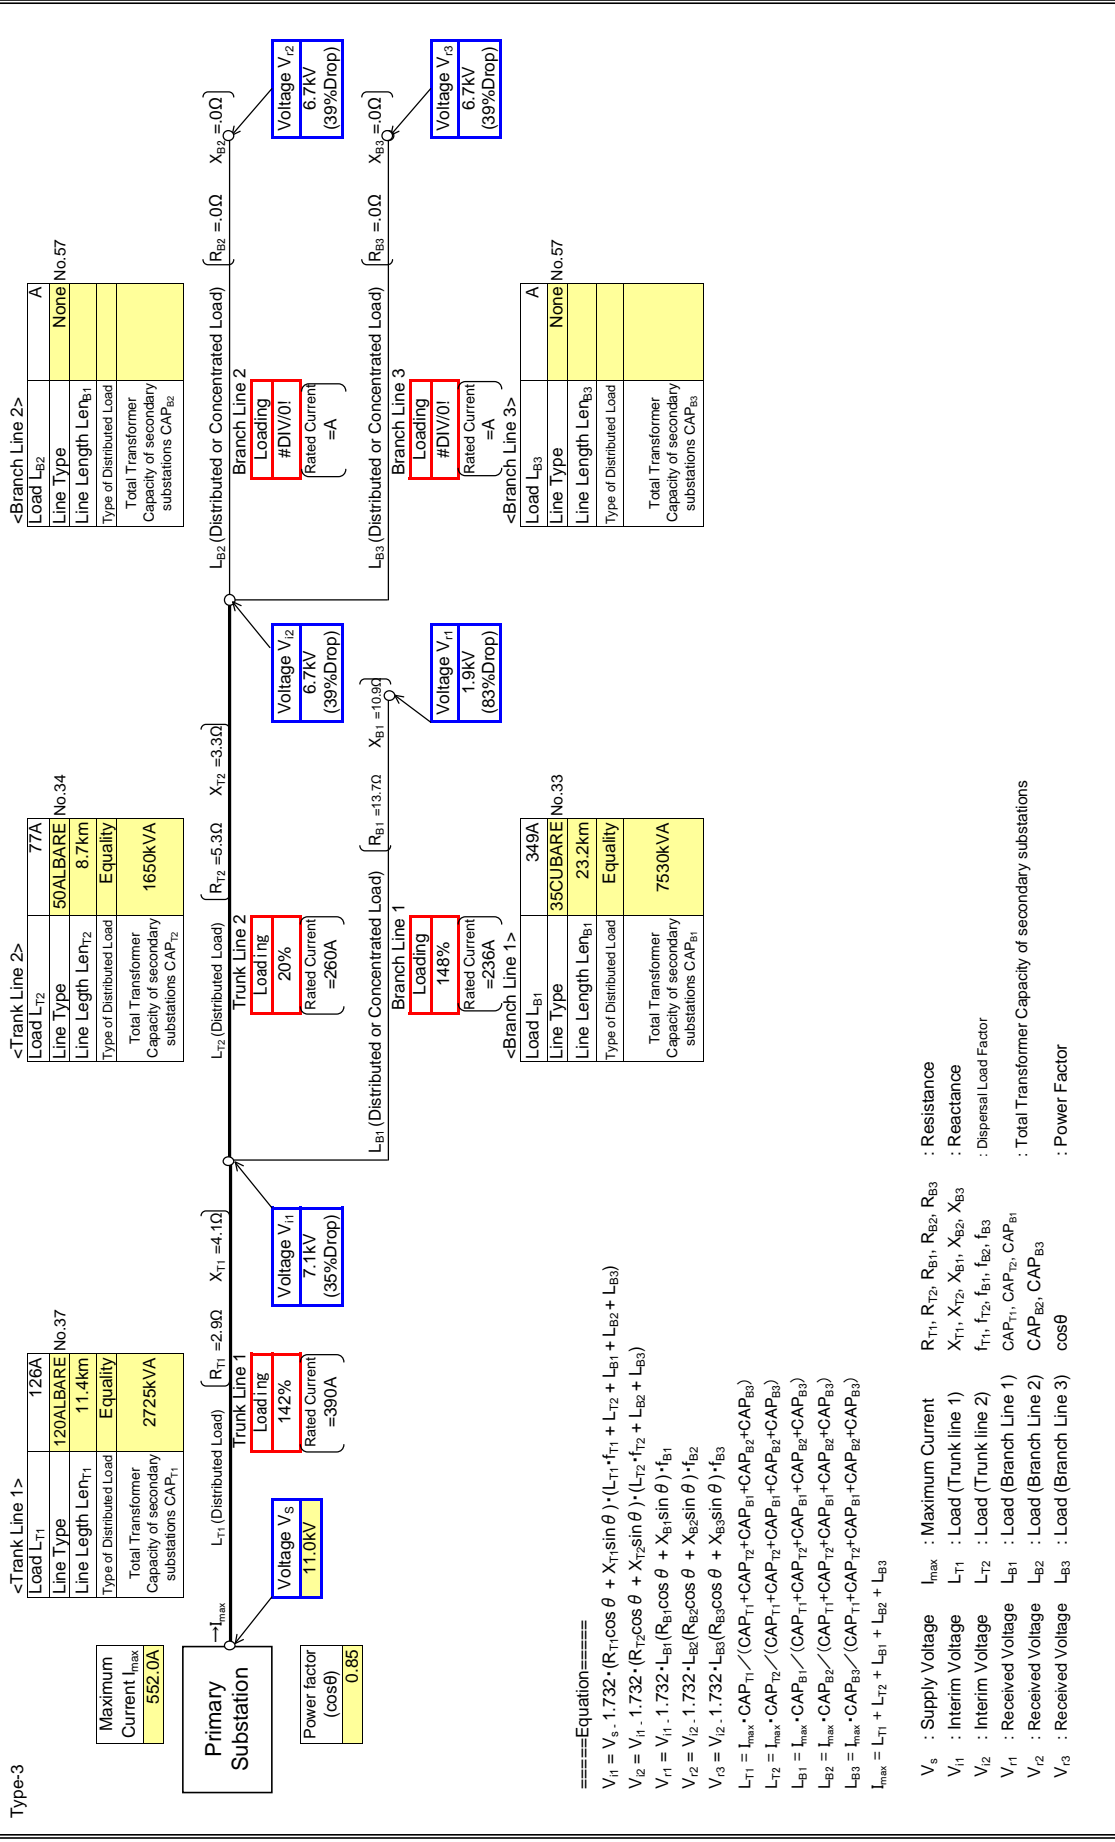 Type-3
Maximum
Current Imax
552.0A
Primary
Substation
Power factor
(cosθ)
0.85
→Imax
Voltage VS
11.0kV
<Trank Line 1>
Load LT1 126A
Line Type 120ALBARE No.37
Line Legth LenT1 11.4km
Type of Distributed Load Equality
Total Transformer
Capacity of secondary
substations CAPT1
2725kVA
LT1 (Distributed Load)
RT1 =2.9Ω XT1 =4.1Ω
Trunk Line 1
Loading
142%
Rated Current
=390A
Voltage Vi1
7.1kV
(35%Drop)
<Trank Line 2>
Load LT2 77A
Line Type 50ALBARE No.34
Line Legth LenT2 8.7km
Type of Distributed Load Equality
Total Transformer
Capacity of secondary
substations CAPT2
1650kVA
LT2 (Distributed Load)
RT2 =5.3Ω XT2 =3.3Ω
Trunk Line 2
Loading
20%
Rated Current
=260A
Voltage Vi2
6.7kV
(39%Drop)
LB1 (Distributed or Concentrated Load)
RB1 =13.7Ω XB1 =10.9Ω
Branch Line 1
Loading
148%
Rated Current
=236A
Voltage Vr1
1.9kV
(83%Drop)
<Branch Line 1>
Load LB1 349A
Line Type 35CUBARE No.33
Line Length LenB1 23.2km
Type of Distributed Load Equality
Total Transformer
Capacity of secondary
substations CAPB1
7530kVA
<Branch Line 2>
Load LB2 A
Line Type None No.57
Line Length LenB1
Type of Distributed Load
Total Transformer
Capacity of secondary
substations CAPB2
LB2 (Distributed or Concentrated Load)
RB2 =.0Ω XB2 =.0Ω
Branch Line 2
Loading
#DIV/0!
Rated Current
=A
Voltage Vr2
6.7kV
(39%Drop)
LB3 (Distributed or Concentrated Load)
RB3 =.0Ω XB3 =.0Ω
Branch Line 3
Loading
#DIV/0!
Rated Current
=A
Voltage Vr3
6.7kV
(39%Drop)
<Branch Line 3>
Load LB3 A
Line Type None No.57
Line Length LenB3
Type of Distributed Load
Total Transformer
Capacity of secondary
substations CAPB3
=====Equation=====
Vi1 = VS - 1.732・(RT1cosθ + XT1sinθ)・(LT1・fT1 + LT2 + LB1 + LB2 + LB3)
Vi2 = Vi1 - 1.732・(RT2cosθ + XT2sinθ)・(LT2・fT2 + LB2 + LB3)
Vr1 = Vi1 - 1.732・LB1(RB1cosθ + XB1sinθ)・fB1
Vr2 = Vi2 - 1.732・LB2(RB2cosθ + XB2sinθ)・fB2
Vr3 = Vi2 - 1.732・LB3(RB3cosθ + XB3sinθ)・fB3
LT1 = Imax・CAPT1／(CAPT1+CAPT2+CAPB1+CAPB2+CAPB3)
LT2 = Imax・CAPT2／(CAPT1+CAPT2+CAPB1+CAPB2+CAPB3)
LB1 = Imax・CAPB1／(CAPT1+CAPT2+CAPB1+CAPB2+CAPB3)
LB2 = Imax・CAPB2／(CAPT1+CAPT2+CAPB1+CAPB2+CAPB3)
LB3 = Imax・CAPB3／(CAPT1+CAPT2+CAPB1+CAPB2+CAPB3)
Imax = LT1 + LT2 + LB1 + LB2 + LB3
Vs : Supply Voltage Imax : Maximum Current RT1, RT2, RB1, RB2, RB3 : Resistance
Vi1 : Interim Voltage LT1 : Load (Trunk line 1) XT1, XT2, XB1, XB2, XB3 : Reactance
Vi2 : Interim Voltage LT2 : Load (Trunk line 2) fT1, fT2, fB1, fB2, fB3 : Dispersal Load Factor
Vr1 : Received Voltage LB1 : Load (Branch Line 1) CAPT1, CAPT2, CAPB1 : Total Transformer Capacity of secondary substations
Vr2 : Received Voltage LB2 : Load (Branch Line 2) CAPB2, CAPB3
Vr3 : Received Voltage LB3 : Load (Branch Line 3) cosθ : Power Factor